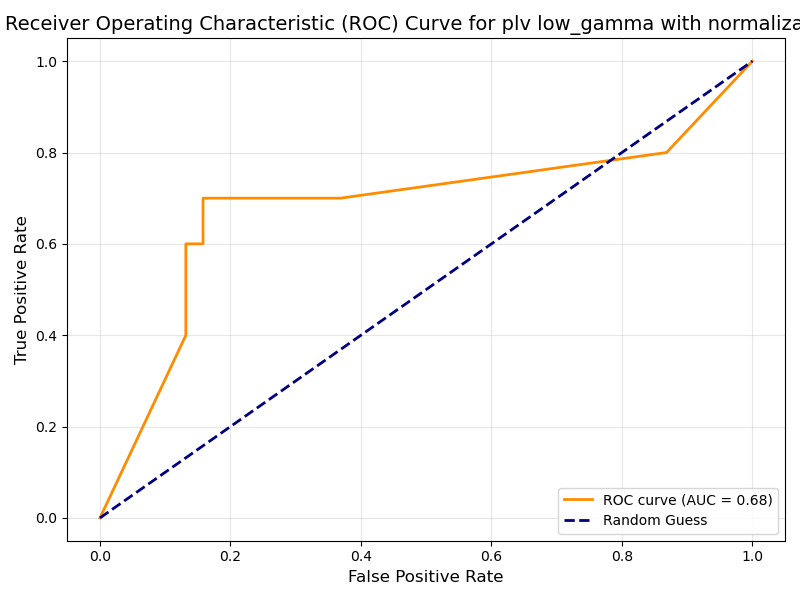 Receiver Operating Characteristic (ROC) Curve for plv low_gamma with normaliza
1.0
0.8
0.6
0.4
0.2
0.0
True Positive Rate
0.0 0.2 0.4 0.6 0.8 1.0
False Positive Rate
ROC curve (AUC = 0.68)
Random Guess